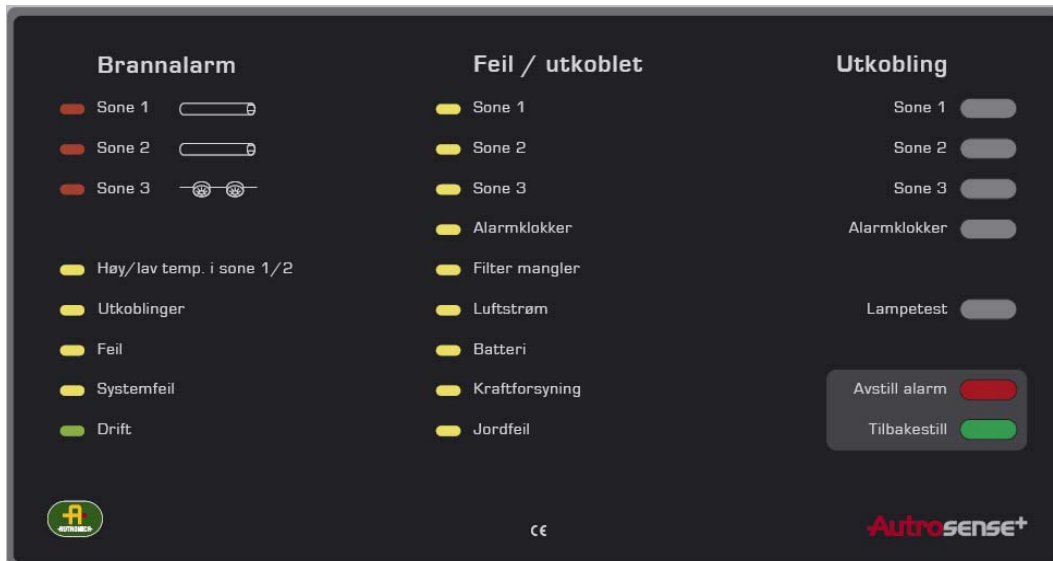 Brannalarm
Sone 1
Sone 2
Sone 3
Høy/lav temp. i sone 1/2
Utkoblinger
Feil
Systemfeil
Drift
Feil / utkoblet
Sone 1
Sone 2
Sone 3
Alarmklokker
Filter mangler
Luftstrøm
Batteri
Kraftforsyning
Jordfeil
Utkobling
Sone 1
Sone 2
Sone 3
Alarmklokker
Lampetest
Avstill alarm
Tilbakestill
AUTRONICA
CE
Autrosense+